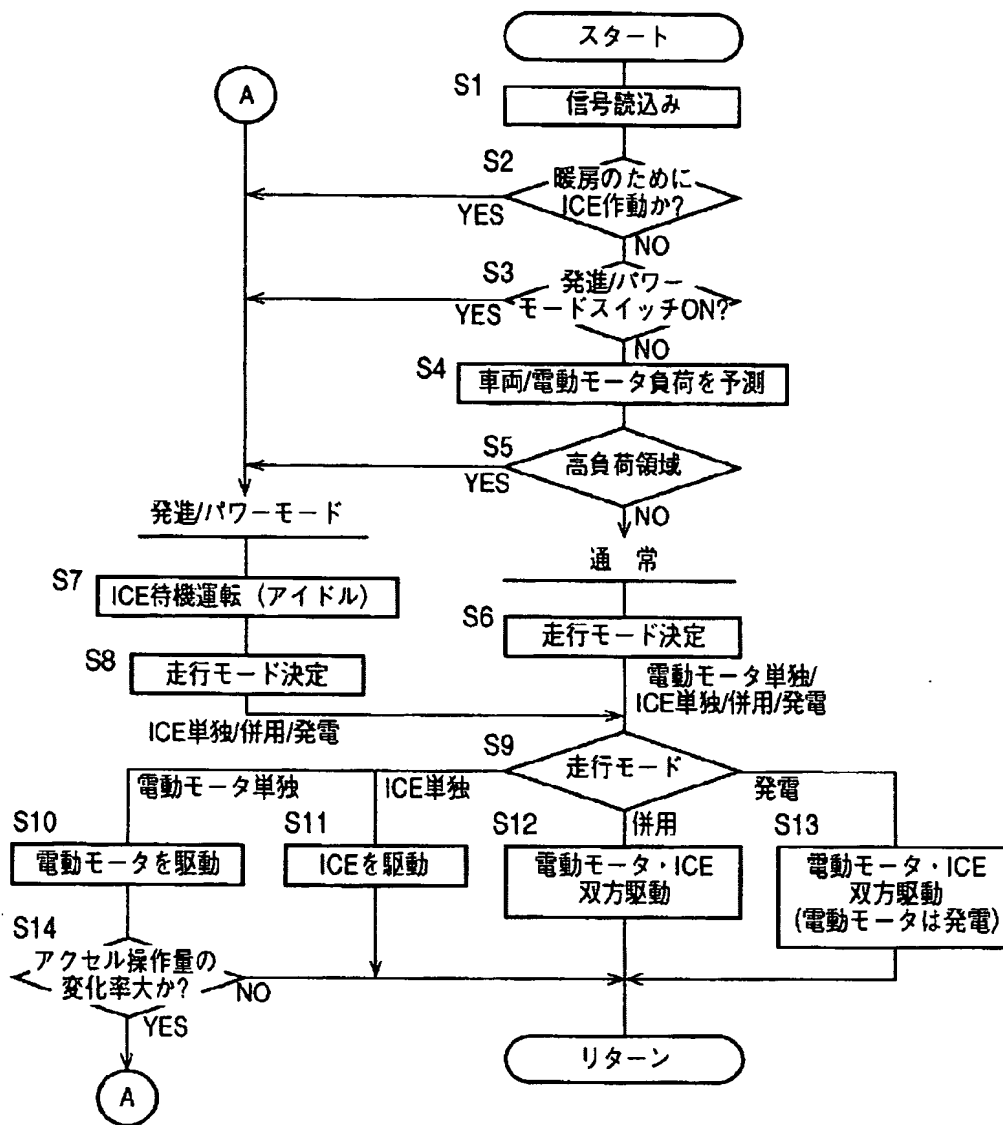 スタート
A
S1
信号読込み
S2
暖房のために
ICE作動か?
YES
NO
S3
発進/パワー
モードスイッチON?
YES
NO
S4
車両/電動モータ負荷を予測
S5
高負荷領域
YES
NO
発進/パワーモード
通 常
S7
ICE待機運転(アイドル)
S6
走行モード決定
S8
走行モード決定
電動モータ単独/
ICE単独/併用/発電
ICE単独/併用/発電
S9
走行モード
電動モータ単独
ICE単独
併用
発電
S10
電動モータを駆動
S11
ICEを駆動
S12
電動モータ・ICE
双方駆動
S13
電動モータ・ICE
双方駆動
(電動モータは発電)
S14
アクセル操作量の
変化率大か?
NO
YES
リターン
A